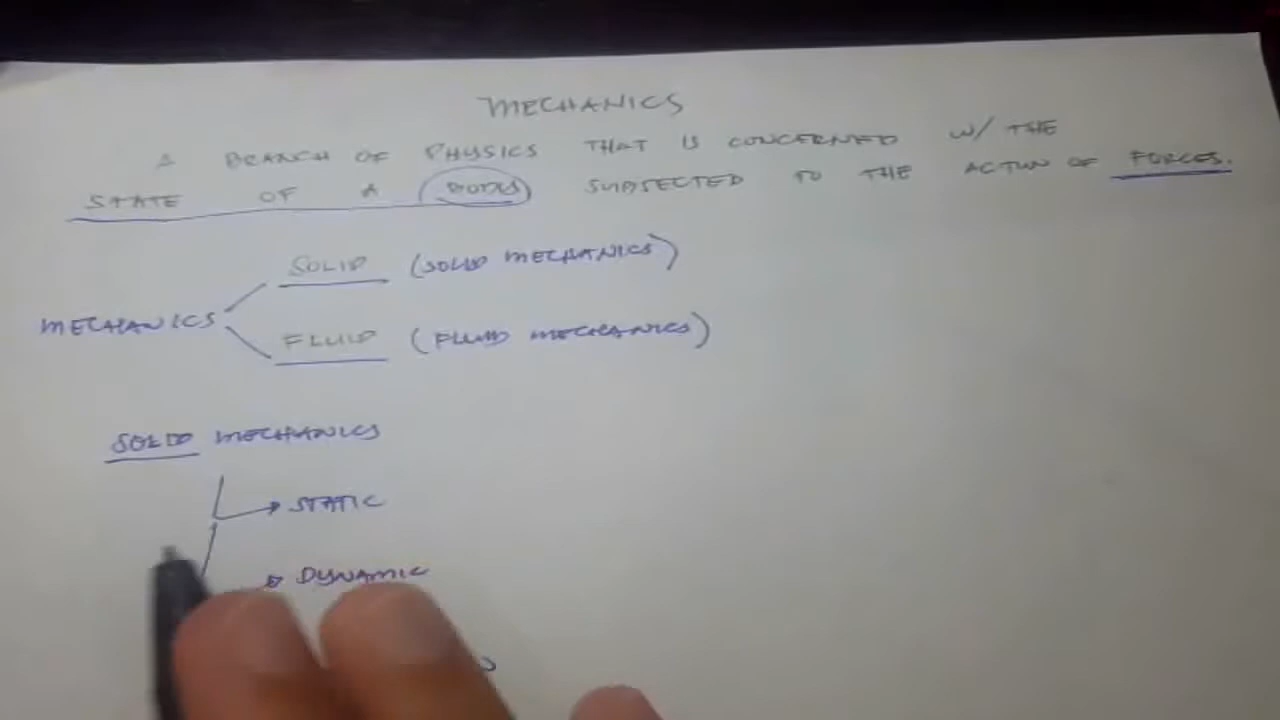 MECHANICS
A BRANCH OF PHYSICS THAT IS CONCERNED W/ THE
STATE OF A BODY SUBJECTED TO THE ACTION OF FORCES.
SOLID (SOLID MECHANICS)
MECHANICS
FLUID (FLUID MECHANICS)
SOLID MECHANICS
STATIC
DYNAMIC